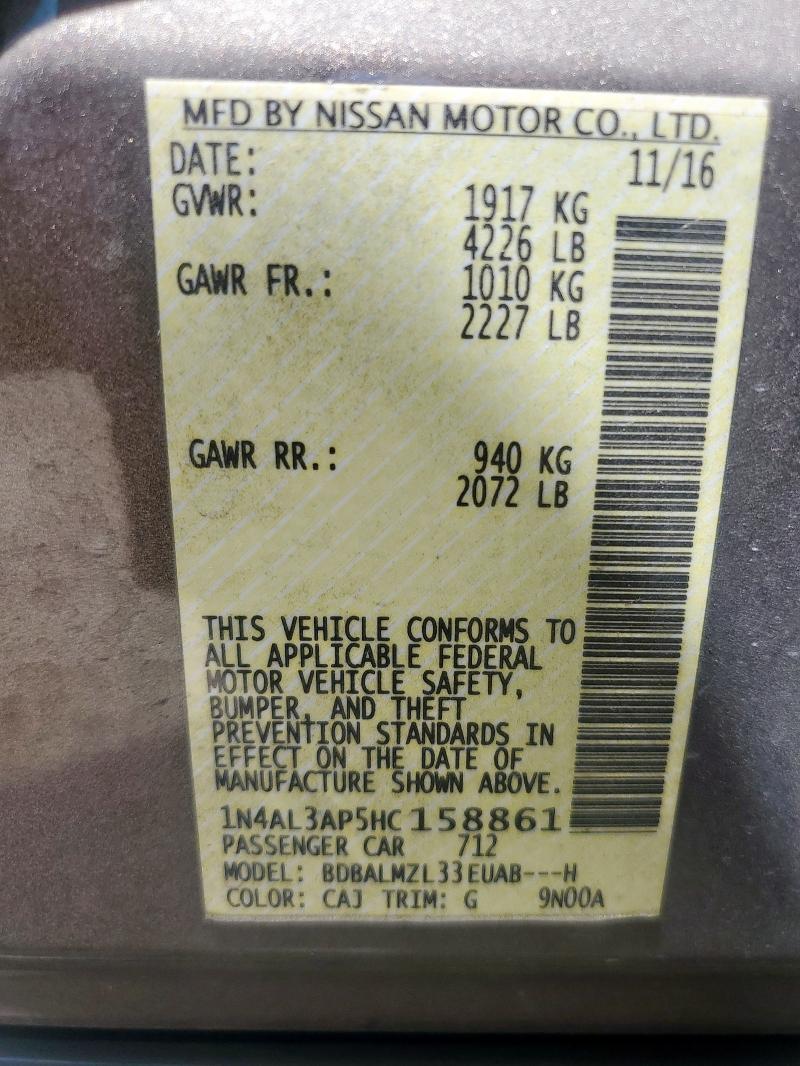 MFD BY NISSAN MOTOR CO., LTD.
DATE: 11/16
GVWR: 1917 KG
4226 LB
GAWR FR.: 1010 KG
2227 LB
GAWR RR.: 940 KG
2072 LB
THIS VEHICLE CONFORMS TO
ALL APPLICABLE FEDERAL
MOTOR VEHICLE SAFETY,
BUMPER, AND THEFT
PREVENTION STANDARDS IN
EFFECT ON THE DATE OF
MANUFACTURE SHOWN ABOVE.
1N4AL3AP5HC158861
PASSENGER CAR 712
MODEL: BDBALMZL33EUAB---H
COLOR: CAJ TRIM: G 9N00A